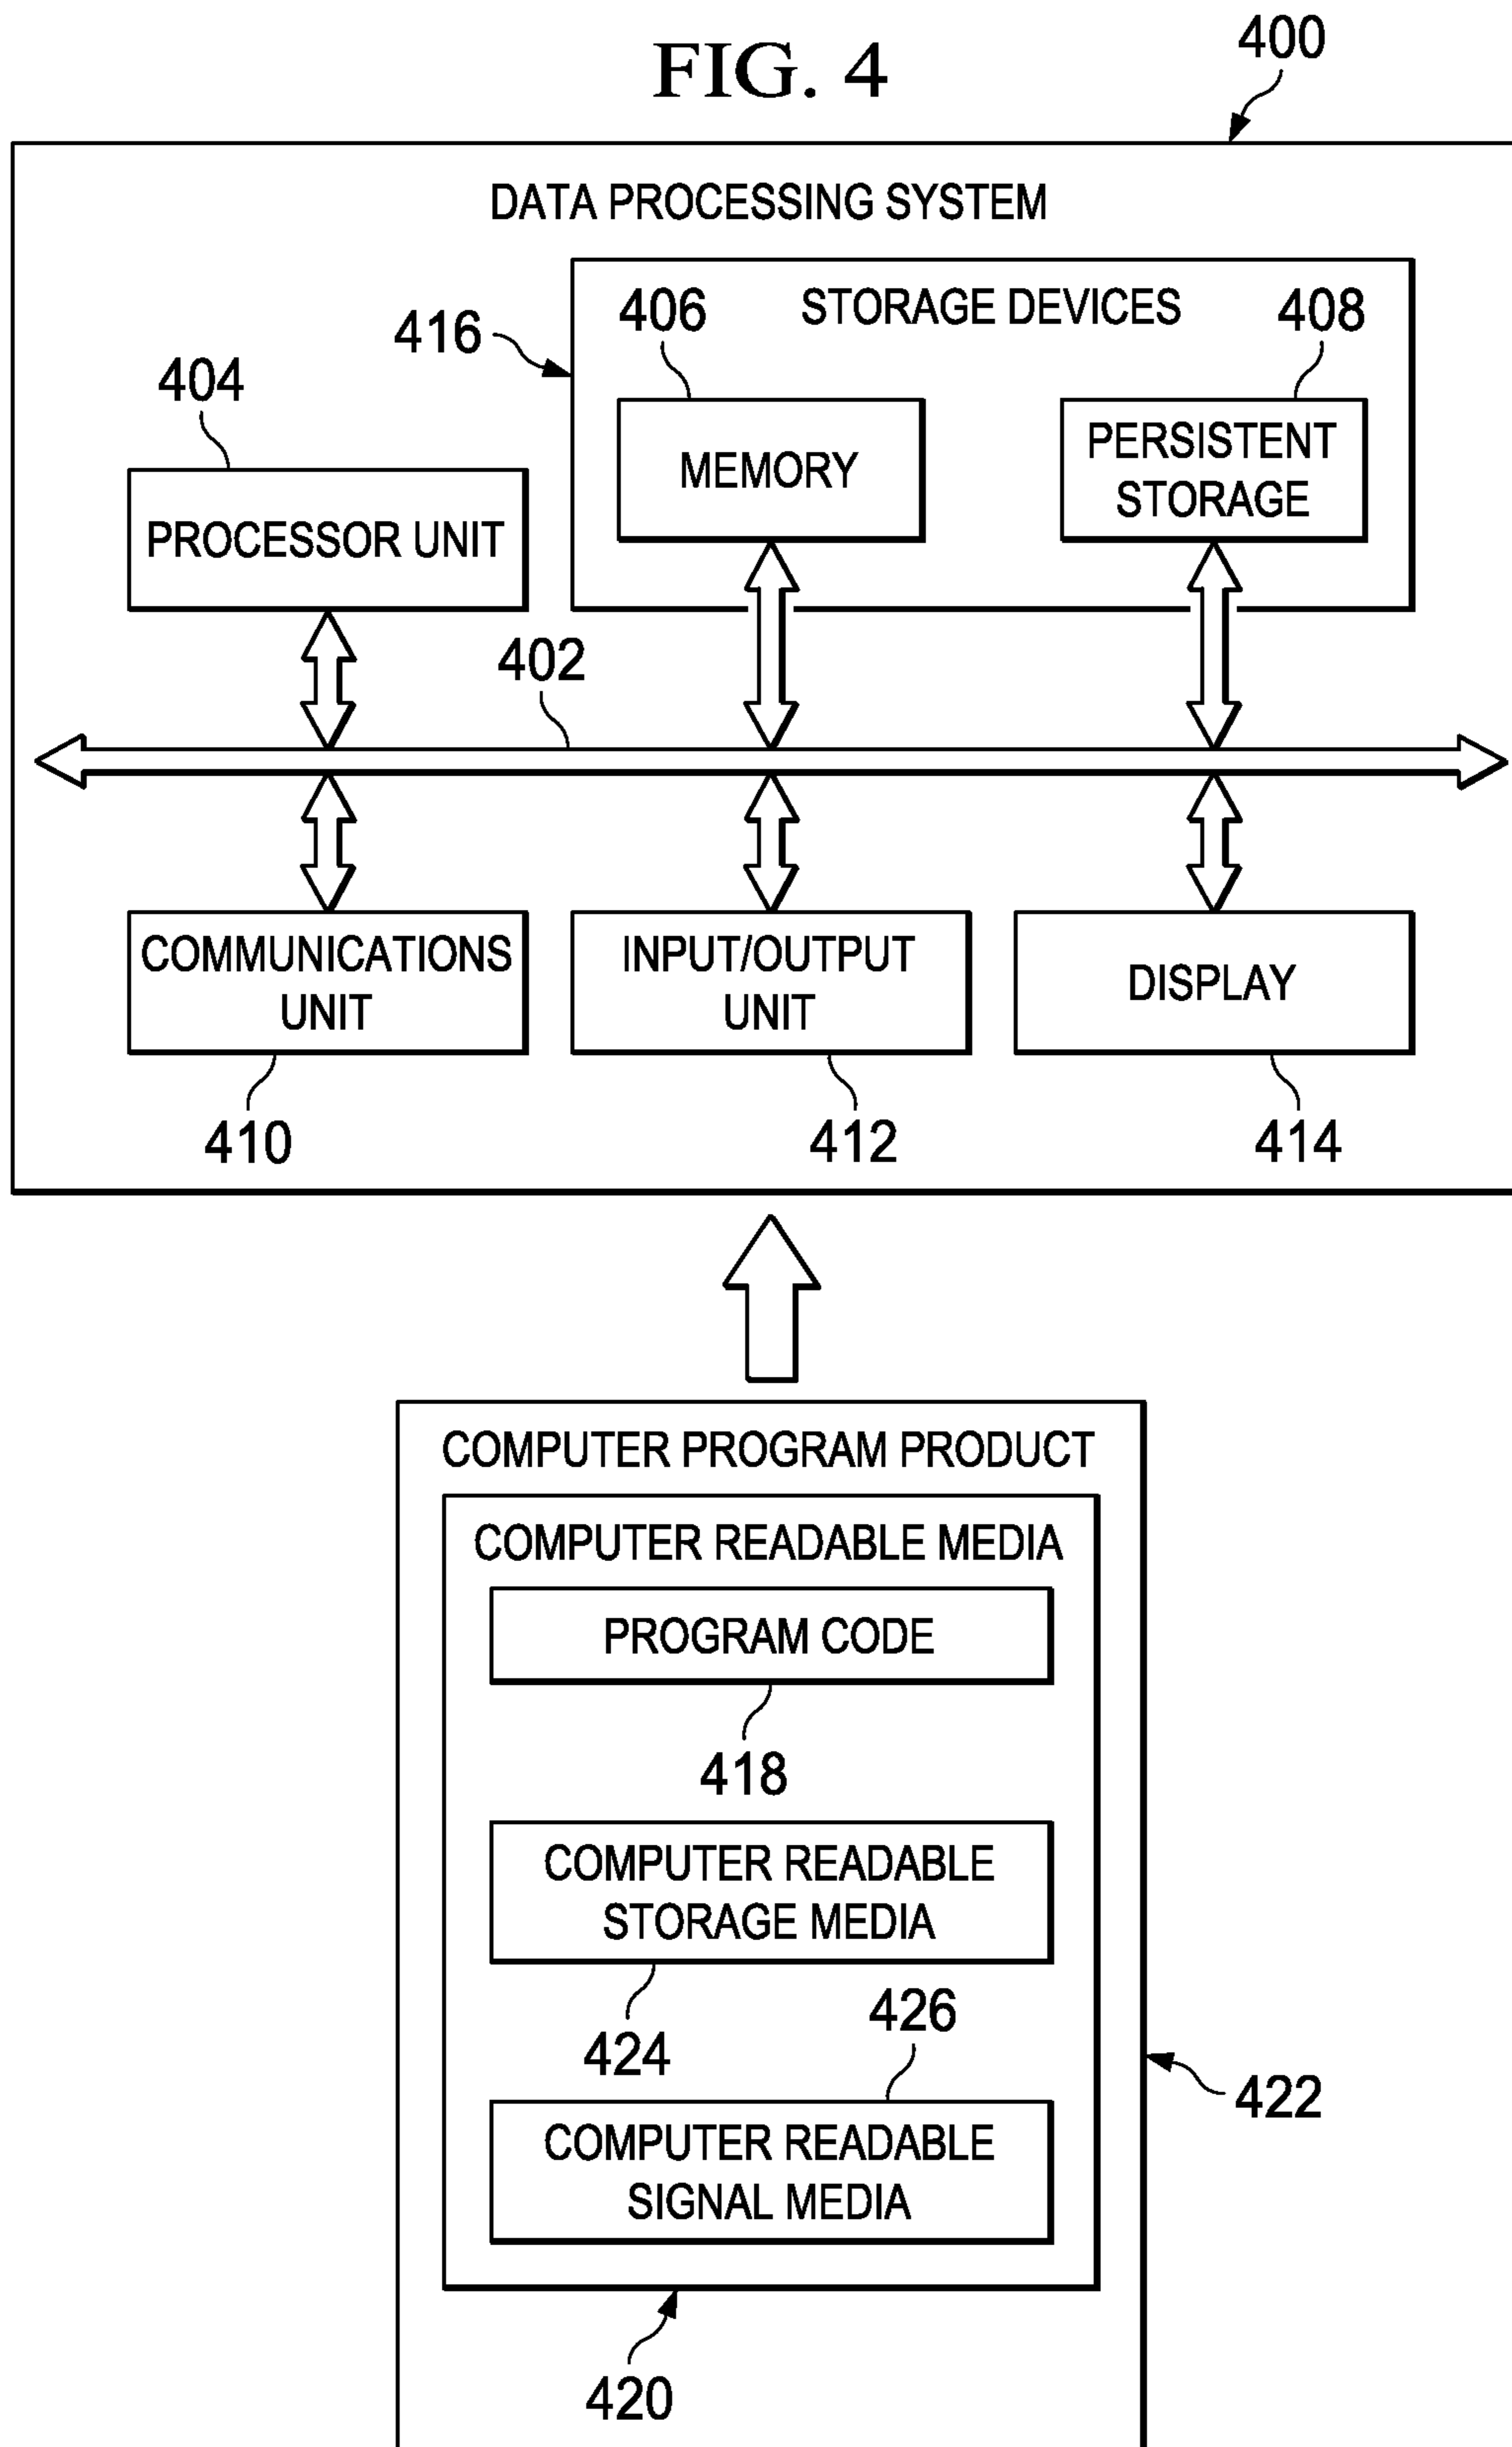 FIG. 4
400
DATA PROCESSING SYSTEM
STORAGE DEVICES
406
408
416
404
MEMORY
PERSISTENT
STORAGE
PROCESSOR UNIT
402
COMMUNICATIONS
UNIT
INPUT/OUTPUT
UNIT
DISPLAY
410
412
414
COMPUTER PROGRAM PRODUCT
COMPUTER READABLE MEDIA
PROGRAM CODE
418
COMPUTER READABLE
STORAGE MEDIA
424
426
COMPUTER READABLE
SIGNAL MEDIA
422
420